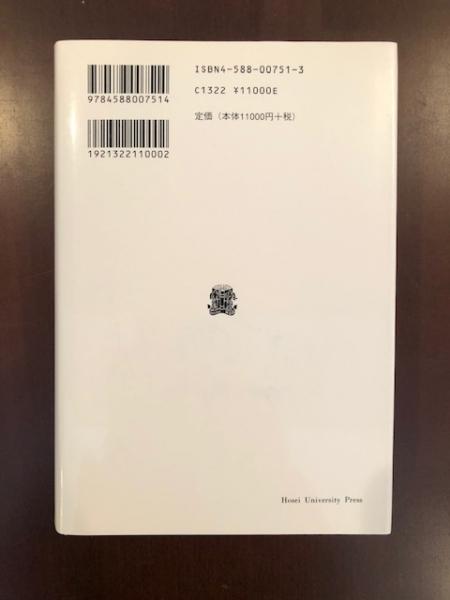 ISBN4-588-00751-3
C1322 ¥11000E
定価（本体11000円＋税）
9784588007514
1921322110002
Hosei University Press